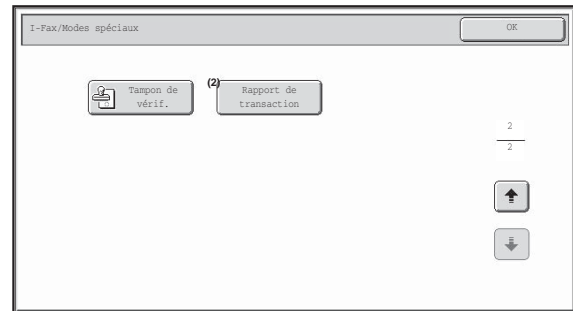 I-Fax/Modes spéciaux
OK
Tampon de
vérif.
(2)
Rapport de
transaction
2
2